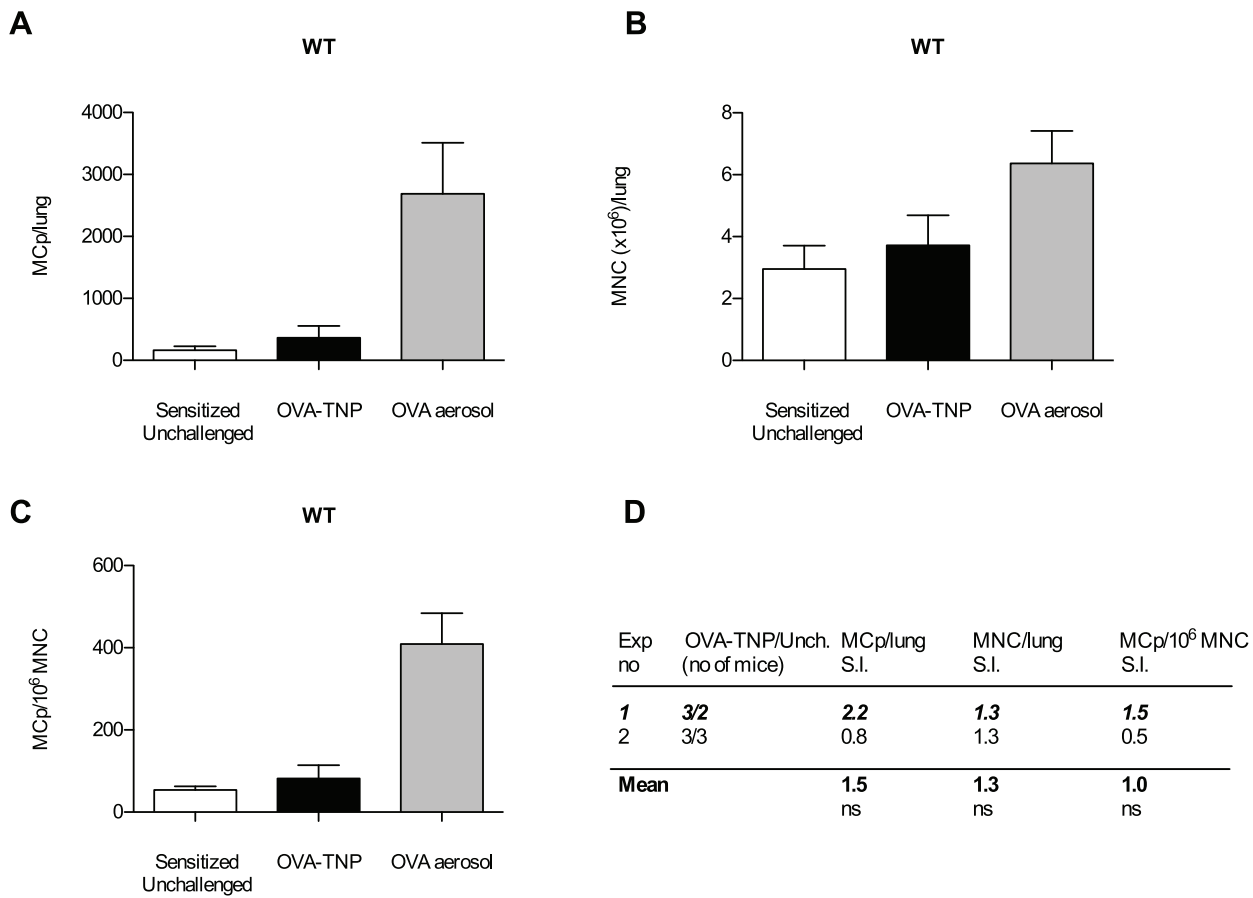 A
WT
4000
3000
2000
1000
0
MCp/lung
Sensitized
Unchallenged
OVA-TNP
OVA aerosol
B
WT
8
6
4
2
0
MNC (x10⁶)/lung
Sensitized
Unchallenged
OVA-TNP
OVA aerosol
C
WT
600
400
200
0
MCp/10⁶ MNC
Sensitized
Unchallenged
OVA-TNP
OVA aerosol
D
Exp OVA-TNP/Unch. MCp/lung MNC/lung MCp/10⁶ MNC
no (no of mice) S.I. S.I. S.I.
1 3/2 2.2 1.3 1.5
2 3/3 0.8 1.3 0.5
Mean 1.5 1.3 1.0
ns ns ns